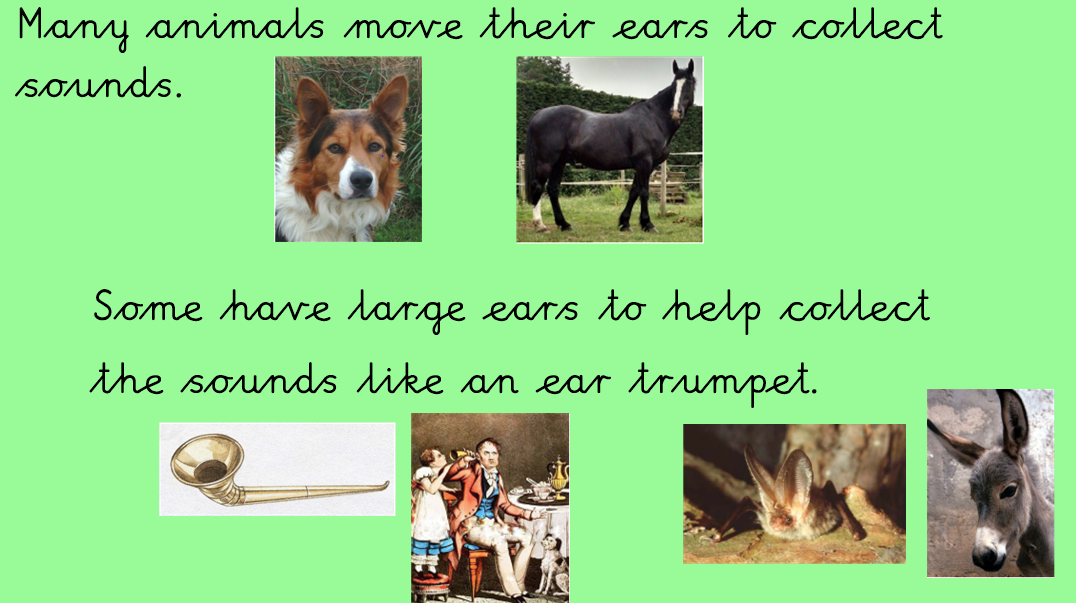 Many animals move their ears to collect
sounds.
Some have large ears to help collect
the sounds like an ear trumpet.